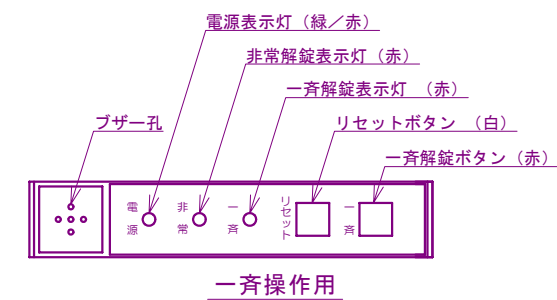 電源表示灯（緑／赤）
非常解錠表示灯（赤）
一斉解錠表示灯　（赤）
ブザー孔
リセットボタン　（白）
一斉解錠ボタン（赤）
電源
非常
一斉
リセット
一斉
一斉操作用